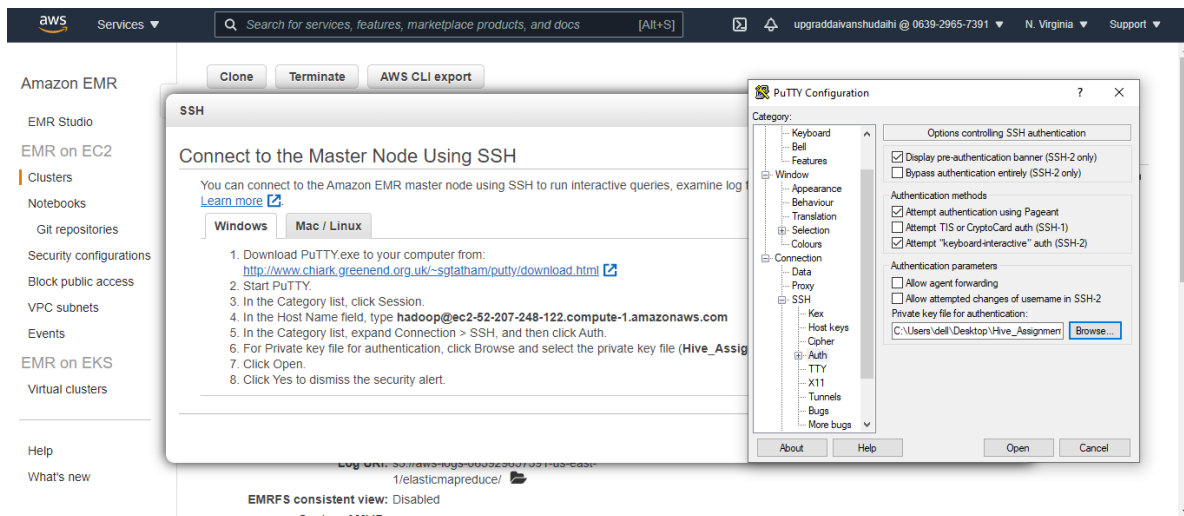 aws Services ▼ Search for services, features, marketplace products, and docs [Alt+S] upgraddaivanshudaihi @ 0639-2965-7391 ▼ N. Virginia ▼ Support ▼
Amazon EMR
EMR Studio
EMR on EC2
Clusters
Notebooks
Git repositories
Security configurations
Block public access
VPC subnets
Events
EMR on EKS
Virtual clusters
Help
What's new
Clone Terminate AWS CLI export
SSH
Connect to the Master Node Using SSH
You can connect to the Amazon EMR master node using SSH to run interactive queries, examine log
Learn more
Windows Mac / Linux
1. Download PuTTY.exe to your computer from:
http://www.chiark.greenend.org.uk/~sgtatham/putty/download.html
2. Start PuTTY.
3. In the Category list, click Session.
4. In the Host Name field, type hadoop@ec2-52-207-248-122.compute-1.amazonaws.com
5. In the Category list, expand Connection > SSH, and then click Auth.
6. For Private key file for authentication, click Browse and select the private key file (Hive_Assig
7. Click Open.
8. Click Yes to dismiss the security alert.
1/elasticmapreduce/
EMRFS consistent view: Disabled
PuTTY Configuration ? ×
Category:
Keyboard
Bell
Features
Window
Appearance
Behaviour
Translation
Selection
Colours
Connection
Data
Proxy
SSH
Kex
Host keys
Cipher
Auth
TTY
X11
Tunnels
Bugs
More bugs
Options controlling SSH authentication
Display pre-authentication banner (SSH-2 only)
Bypass authentication entirely (SSH-2 only)
Authentication methods
Attempt authentication using Pageant
Attempt TIS or CryptoCard auth (SSH-1)
Attempt "keyboard-interactive" auth (SSH-2)
Authentication parameters
Allow agent forwarding
Allow attempted changes of username in SSH-2
Private key file for authentication:
C:\Users\dell\Desktop\Hive_Assignmen Browse...
About Help Open Cancel